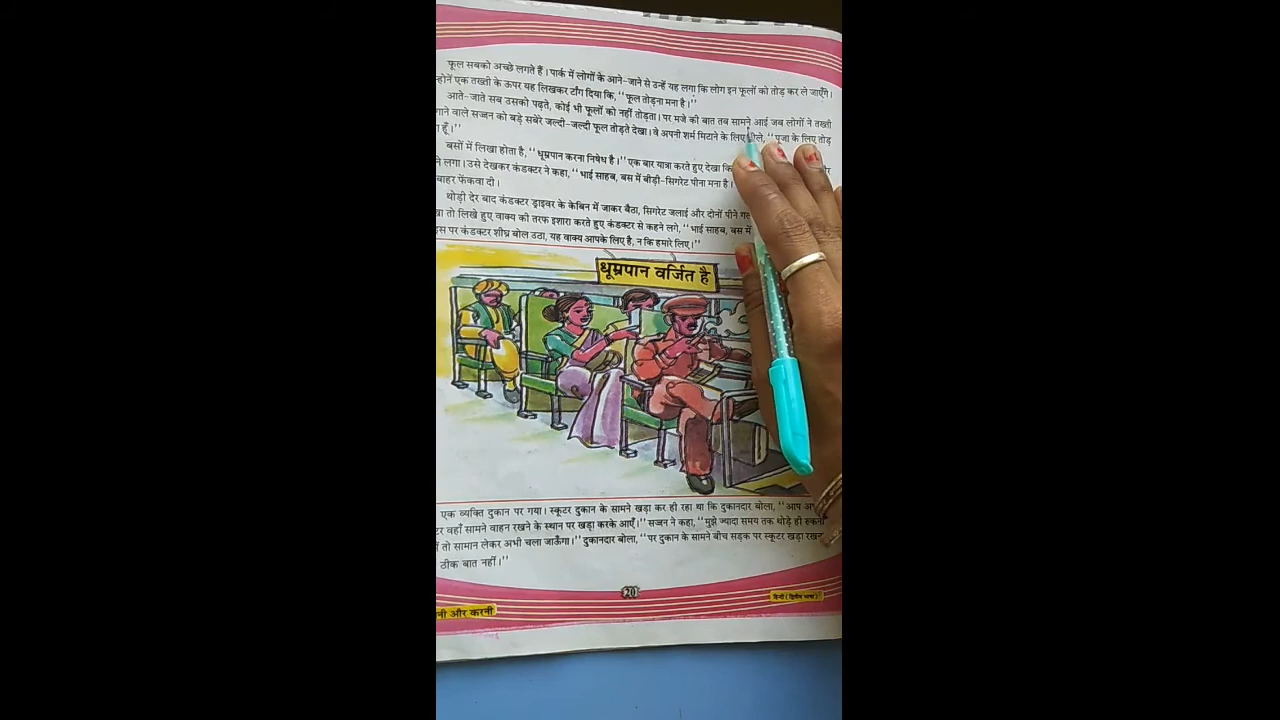 फूल सबको अच्छे लगते हैं। पार्क में लोगों के आने-जाने से उन्हें यह लगा कि लोग इन फूलों को तोड़ कर ले जाएँगे।
होनें एक तख्ती के ऊपर यह लिखकर टाँग दिया कि, ''फूल तोड़ना मना है।''
आते-जाते सब उसको पढ़ते, कोई भी फूलों को नहीं तोड़ता। पर मजे की बात तब सामने आई जब लोगों ने तख्ती
गाने वाले सज्जन को बड़े सबेरे जल्दी-जल्दी फूल तोड़ते देखा। वे अपनी शर्म मिटाने के लिए बोले, ''पूजा के लिए तोड़
हूँ।''
बसों में लिखा होता है, ''धूम्रपान करना निषेध है।'' एक बार यात्रा करते हुए देखा
ने लगा। उसे देखकर कंडक्टर ने कहा, ''भाई साहब, बस में बीड़ी-सिगरेट पीना मना है।
बाहर फेंकवा दी।
थोड़ी देर बाद कंडक्टर ड्राइवर के केबिन में जाकर बैठा, सिगरेट जलाई और दोनों पीने
खा तो लिखे हुए वाक्य की तरफ इशारा करते हुए कंडक्टर से कहने लगे, ''भाई साहब, बस में
इस पर कंडक्टर शीघ्र बोल उठा, यह वाक्य आपके लिए है, न कि हमारे लिए।''
धूम्रपान वर्जित है
एक व्यक्ति दुकान पर गया। स्कूटर दुकान के सामने खड़ा कर ही रहा था कि दुकानदार बोला, ''आप
टर वहाँ सामने वाहन रखने के स्थान पर खड़ा करके आएँ।'' सज्जन ने कहा, ''मुझे ज्यादा समय तक थोड़े ही रुकना
तो सामान लेकर अभी चला जाऊँगा।'' दुकानदार बोला, ''पर दुकान के सामने बीच सड़क पर स्कूटर खड़ा रखना
ठीक बात नहीं।''
20
हिन्दी (द्वितीय भाषा)
नी और करनी